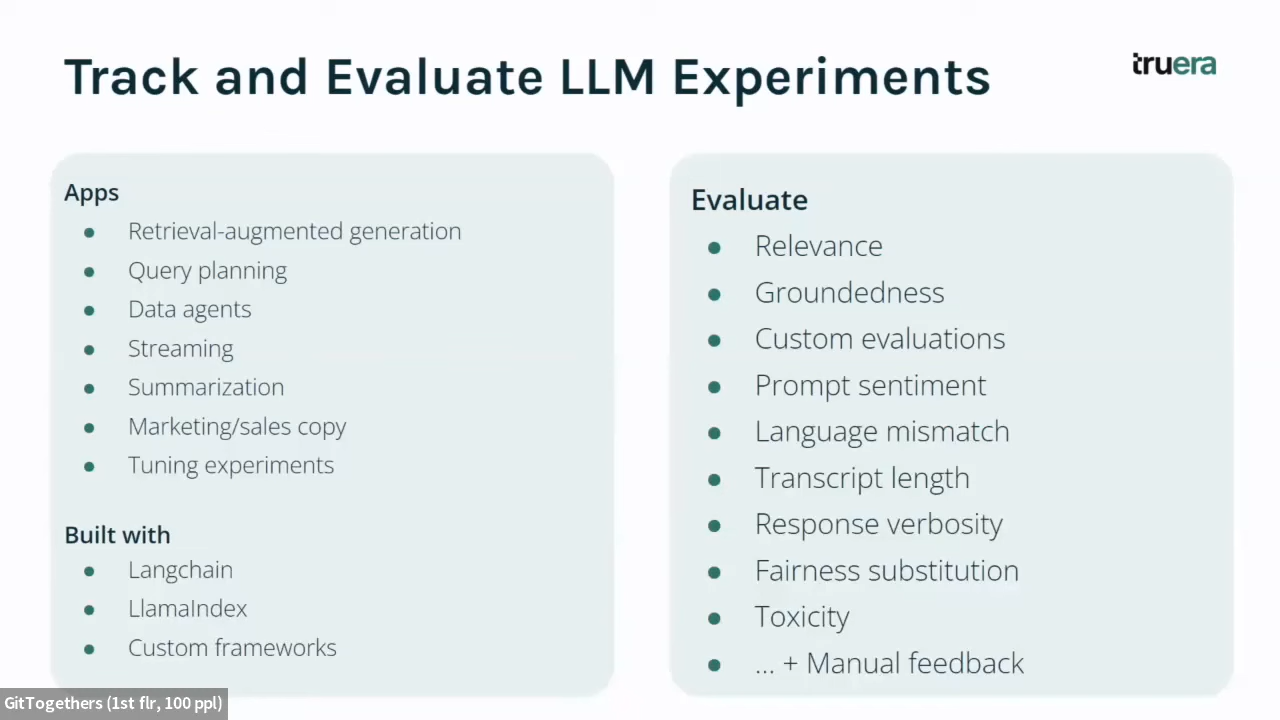 Track and Evaluate LLM Experiments
truera
Apps
● Retrieval-augmented generation
● Query planning
● Data agents
● Streaming
● Summarization
● Marketing/sales copy
● Tuning experiments
Built with
● Langchain
● LlamaIndex
● Custom frameworks
Evaluate
● Relevance
● Groundedness
● Custom evaluations
● Prompt sentiment
● Language mismatch
● Transcript length
● Response verbosity
● Fairness substitution
● Toxicity
● ... + Manual feedback
GitTogethers (1st flr, 100 ppl)